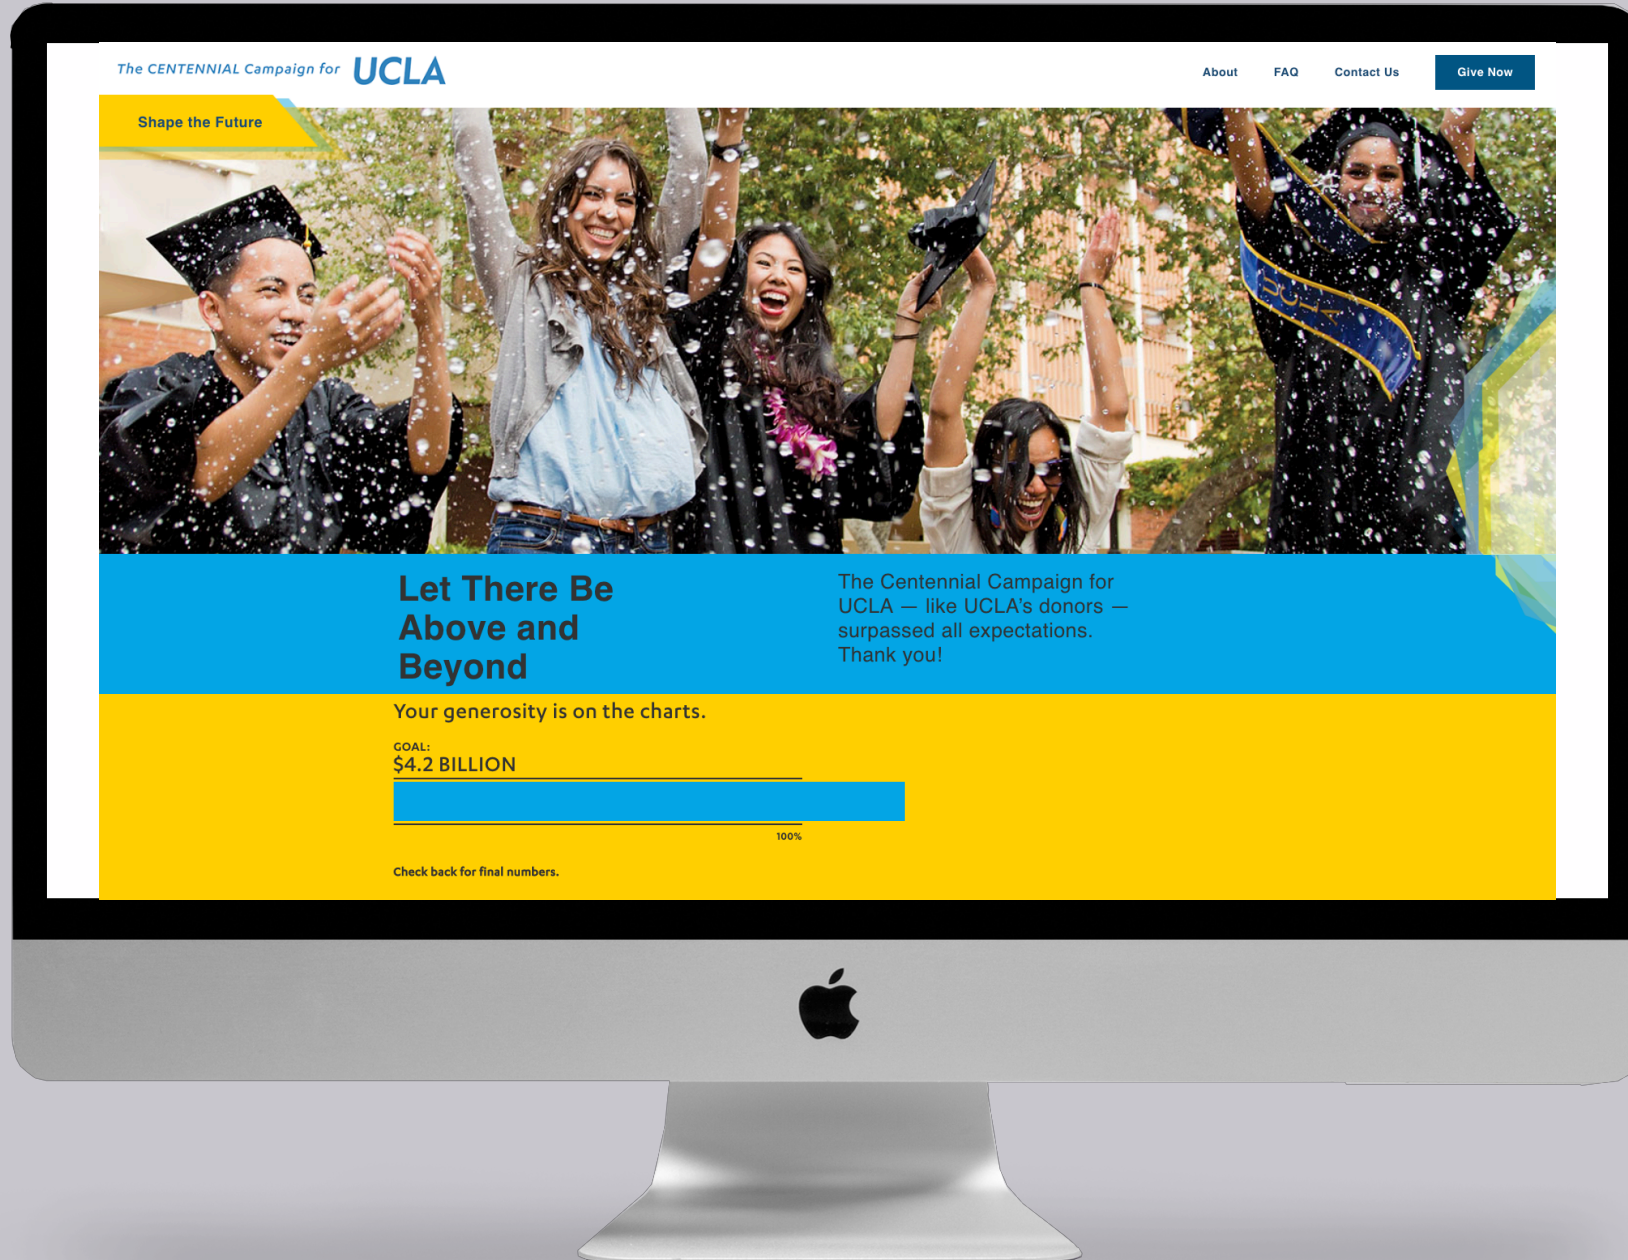 The CENTENNIAL Campaign for UCLA
About FAQ Contact Us Give Now
Shape the Future
UCLA
Let There Be
Above and
Beyond
The Centennial Campaign for
UCLA — like UCLA's donors —
surpassed all expectations.
Thank you!
Your generosity is on the charts.
GOAL:
$4.2 BILLION
100%
Check back for final numbers.